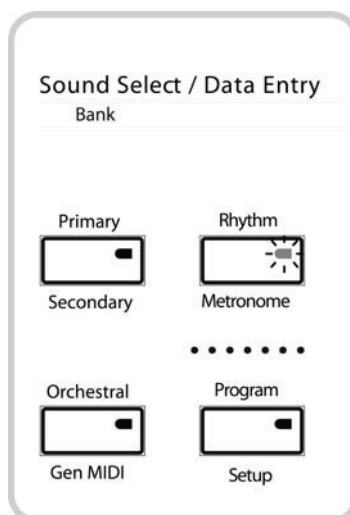 Sound Select / Data Entry
Bank
Primary
Rhythm
Secondary
Metronome
Orchestral
Program
Gen MIDI
Setup